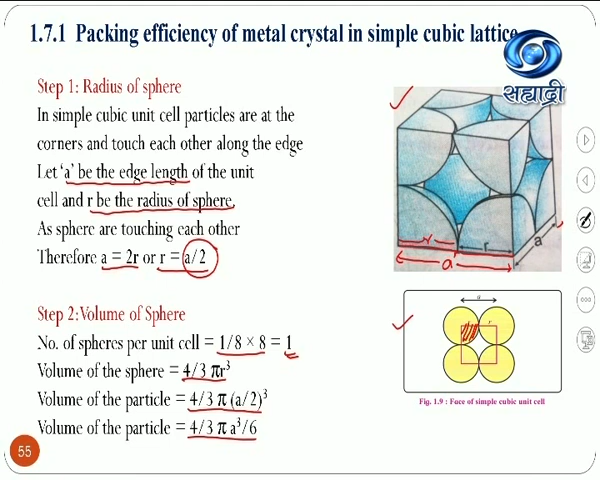 1.7.1 Packing efficiency of metal crystal in simple cubic lattice
सह्याद्री
Step 1: Radius of sphere
In simple cubic unit cell particles are at the
corners and touch each other along the edge
Let 'a' be the edge length of the unit
cell and r be the radius of sphere.
As sphere are touching each other
Therefore a = 2r or r = a/2
r
r
a
a
Step 2:Volume of Sphere
No. of spheres per unit cell = 1/8 × 8 = 1
Volume of the sphere = 4/3 πr³
Volume of the particle = 4/3 π (a/2)³
Volume of the particle = 4/3 π a³/6
a
r
Fig. 1.9 : Face of simple cubic unit cell
55